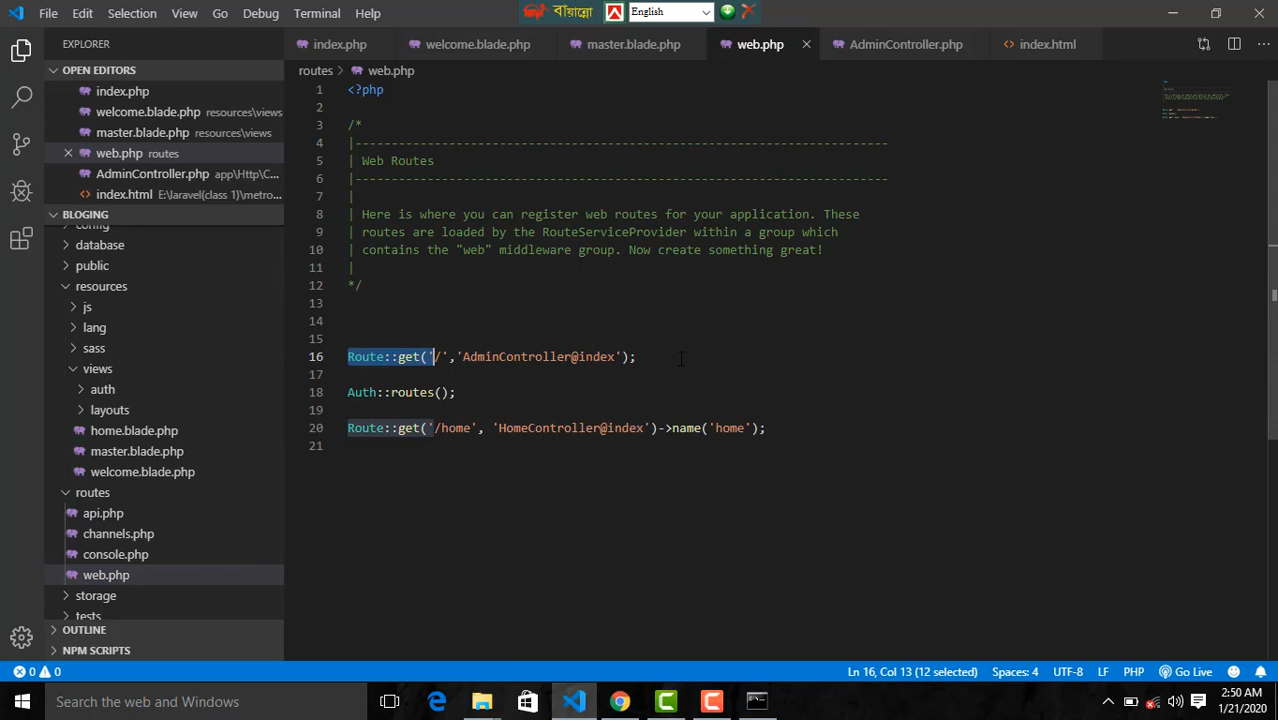 File Edit Selection View Go Debug Terminal Help
বায়ান্নো English
EXPLORER
index.php welcome.blade.php master.blade.php web.php AdminController.php index.html
OPEN EDITORS
index.php
welcome.blade.php resources\views
master.blade.php resources\views
web.php routes
AdminController.php app\Http\C...
index.html E:\laravel(class 1)\metro...
BLOGING
config
database
public
resources
js
lang
sass
views
auth
layouts
home.blade.php
master.blade.php
welcome.blade.php
routes
api.php
channels.php
console.php
web.php
storage
tests
OUTLINE
NPM SCRIPTS
routes > web.php
1 <?php
2
3 /*
4 |--------------------------------------------------------------------------
5 | Web Routes
6 |--------------------------------------------------------------------------
7 |
8 | Here is where you can register web routes for your application. These
9 | routes are loaded by the RouteServiceProvider within a group which
10 | contains the "web" middleware group. Now create something great!
11 |
12 */
13
14
15
16 Route::get('/','AdminController@index');
17
18 Auth::routes();
19
20 Route::get('/home', 'HomeController@index')->name('home');
21
0 0 Ln 16, Col 13 (12 selected) Spaces: 4 UTF-8 LF PHP Go Live
Search the web and Windows
2:50 AM
1/21/2020